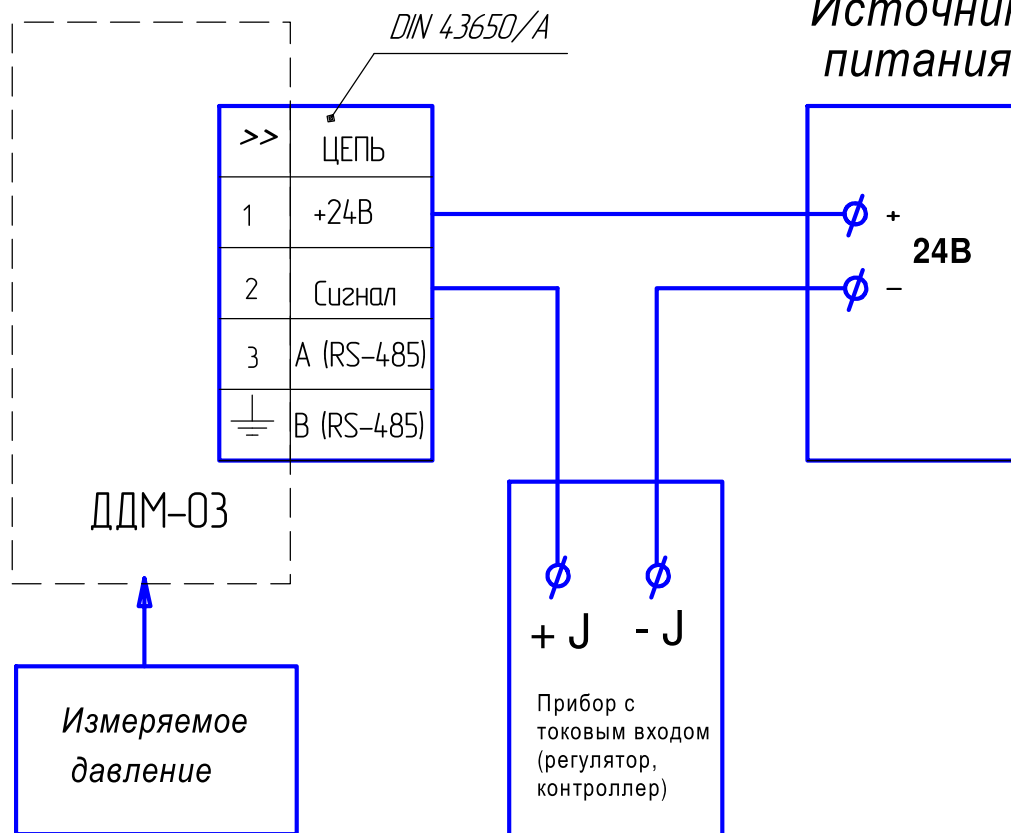 DIN 43650/A
Источник
питания
>> ЦЕПЬ
1 +24В
2 Сигнал
3 A (RS-485)
B (RS-485)
+
24В
–
ДДМ-03
+ J - J
Прибор с
токовым входом
(регулятор,
контроллер)
Измеряемое
давление